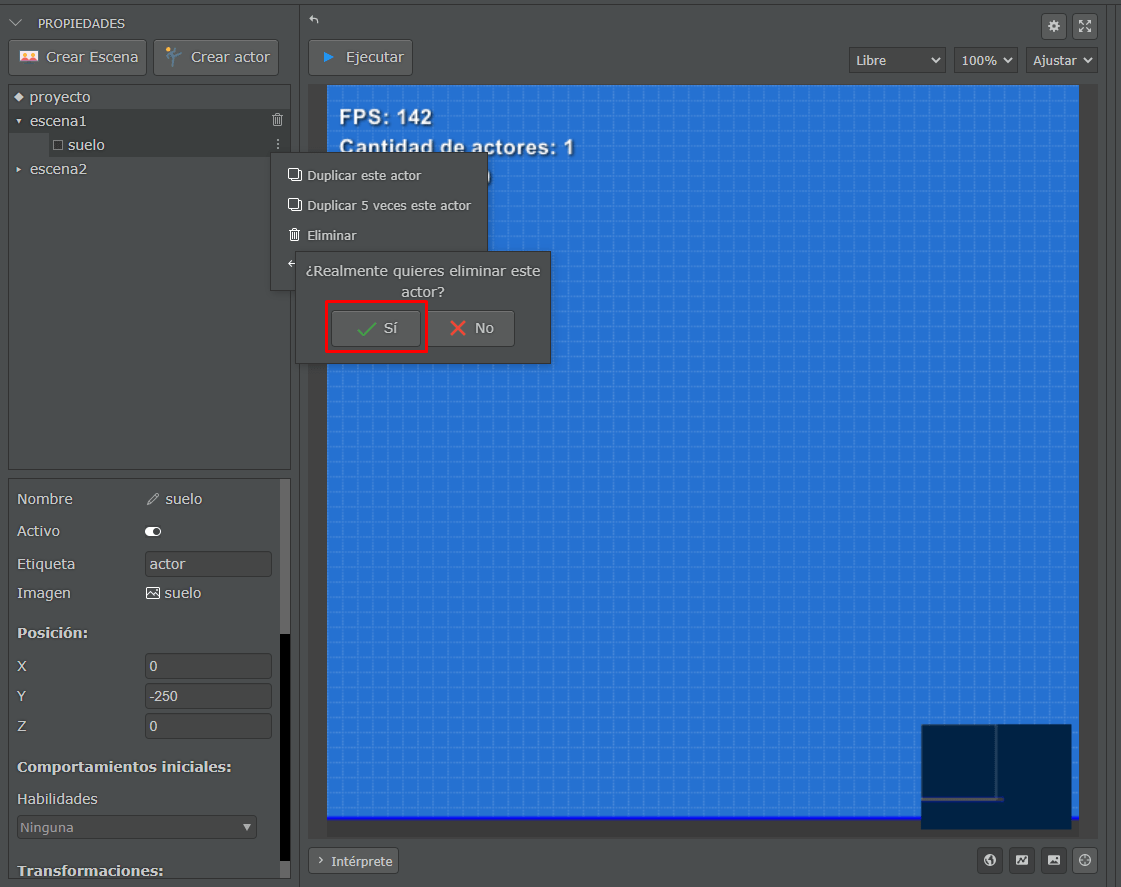 PROPIEDADES
Crear Escena
Crear actor
Ejecutar
Libre
100%
Ajustar
proyecto
escena1
suelo
escena2
FPS: 142
Cantidad de actores: 1
Duplicar este actor
Duplicar 5 veces este actor
Eliminar
¿Realmente quieres eliminar este
actor?
Sí
No
Nombre
suelo
Activo
Etiqueta
actor
Imagen
suelo
Posición:
X
0
Y
-250
Z
0
Comportamientos iniciales:
Habilidades
Ninguna
Transformaciones:
Intérprete